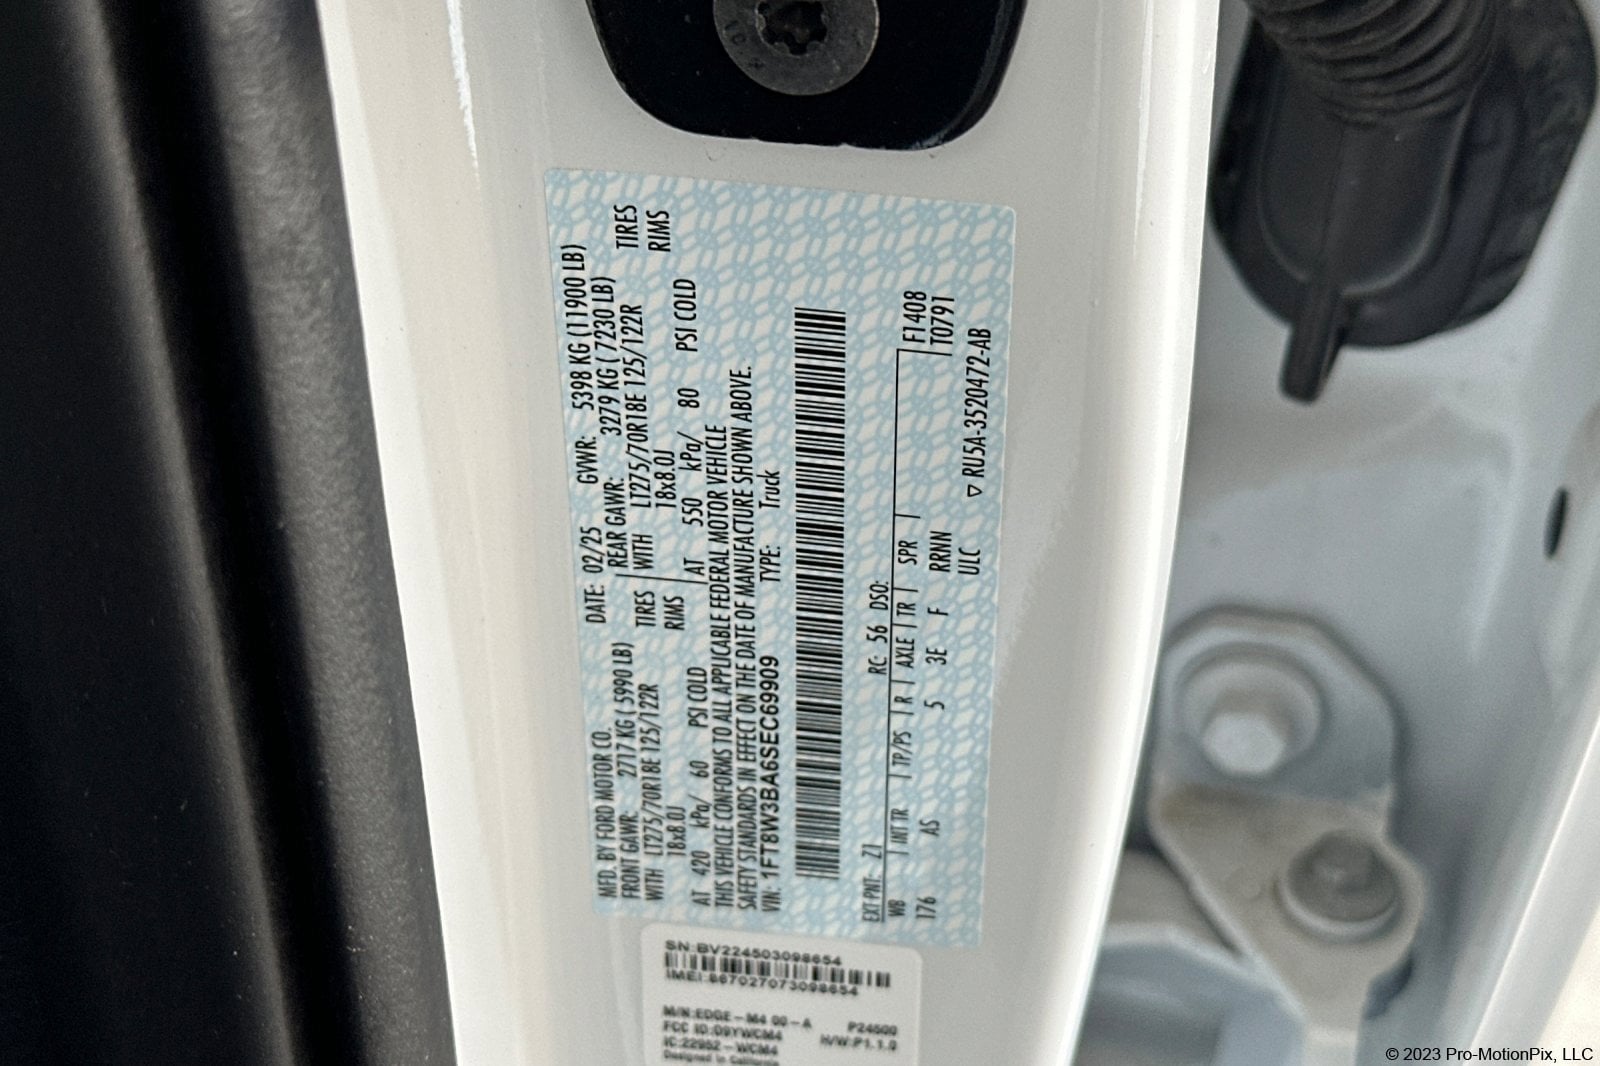 MFD. BY FORD MOTOR CO. DATE: 02/25 GVWR: 5398 KG (11900 LB)
FRONT GAWR: 2717 KG ( 5990 LB) REAR GAWR: 3279 KG ( 7230 LB)
WITH LT275/70R18E 125/122R TIRES WITH LT275/70R18E 125/122R TIRES
18x8.0J RIMS 18x8.0J RIMS
AT 420 kPa/ 60 PSI COLD AT 550 kPa/ 80 PSI COLD
THIS VEHICLE CONFORMS TO ALL APPLICABLE FEDERAL MOTOR VEHICLE
SAFETY STANDARDS IN EFFECT ON THE DATE OF MANUFACTURE SHOWN ABOVE.
VIN: 1FT8W3BA6SEC69909 TYPE: Truck
EXT PNT: Z1 RC: 56 DSO:
WB INT TR TP/PS R AXLE TR SPR F1408
176 AS 5 3E F RRNN T0791
ULC ▽ RU5A-3520472-AB
SN:BV224503098654
IMEI:867027073098654
M/N:EDGE-M4 00-A P24500
FCC ID:D9YWCM4 H/W:P1.1.0
IC:22952-WCM4
Designed in California
© 2023 Pro-MotionPix, LLC